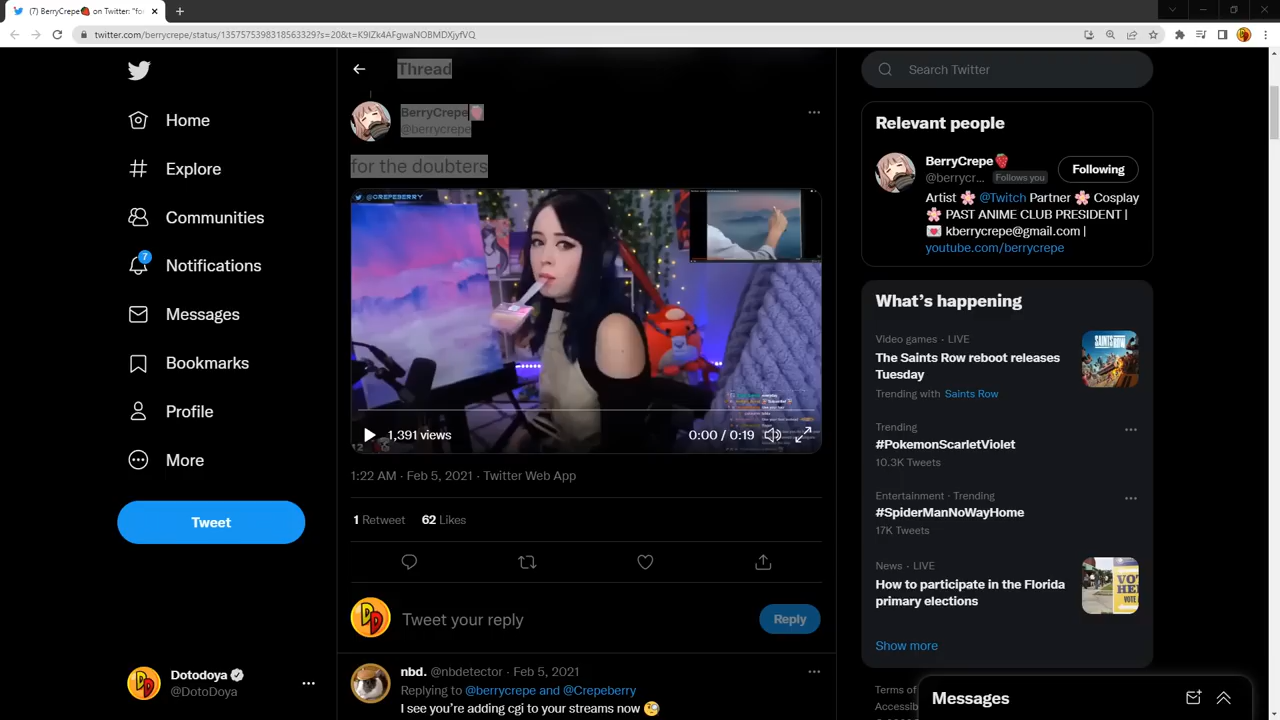 (7) BerryCrepe🍓 on Twitter: "fo
twitter.com/berrycrepe/status/1357575398318563329?s=20&t=K9IZk4AFgwaNOBMDXjyfVQ
Home
Explore
Communities
7
Notifications
Messages
Bookmarks
Profile
More
Tweet
Dotodoya
@DotoDoya
Thread
BerryCrepe🍓
@berrycrepe
for the doubters
@CREPEBERRY
1,391 views
0:00 / 0:19
1:22 AM · Feb 5, 2021 · Twitter Web App
1 Retweet 62 Likes
Tweet your reply
Reply
nbd. @nbdetector · Feb 5, 2021
Replying to @berrycrepe and @Crepeberry
I see you're adding cgi to your streams now 🧐
Search Twitter
Relevant people
BerryCrepe🍓
@berrycr... Follows you
Following
Artist 🌸 @Twitch Partner 🌸 Cosplay
🌸 PAST ANIME CLUB PRESIDENT |
💌 kberrycrepe@gmail.com |
youtube.com/berrycrepe
What's happening
Video games · LIVE
The Saints Row reboot releases
Tuesday
Trending with Saints Row
SAINTS
ROW
Trending
#PokemonScarletViolet
10.3K Tweets
Entertainment · Trending
#SpiderManNoWayHome
17K Tweets
News · LIVE
How to participate in the Florida
primary elections
Show more
Terms of
Accessib
Messages